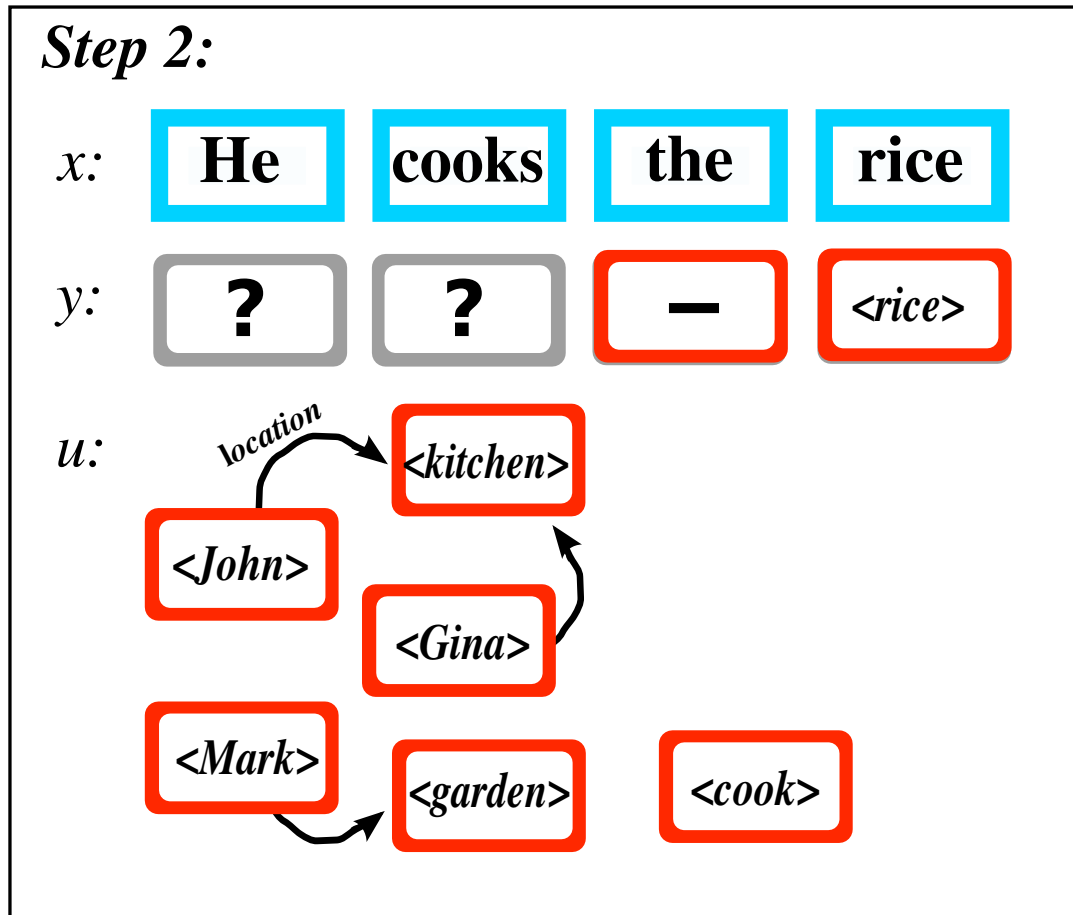 Step 2:
x: He cooks the rice
y: ? ? – <rice>
u: location <kitchen>
<John>
<Gina>
<Mark>
<garden> <cook>